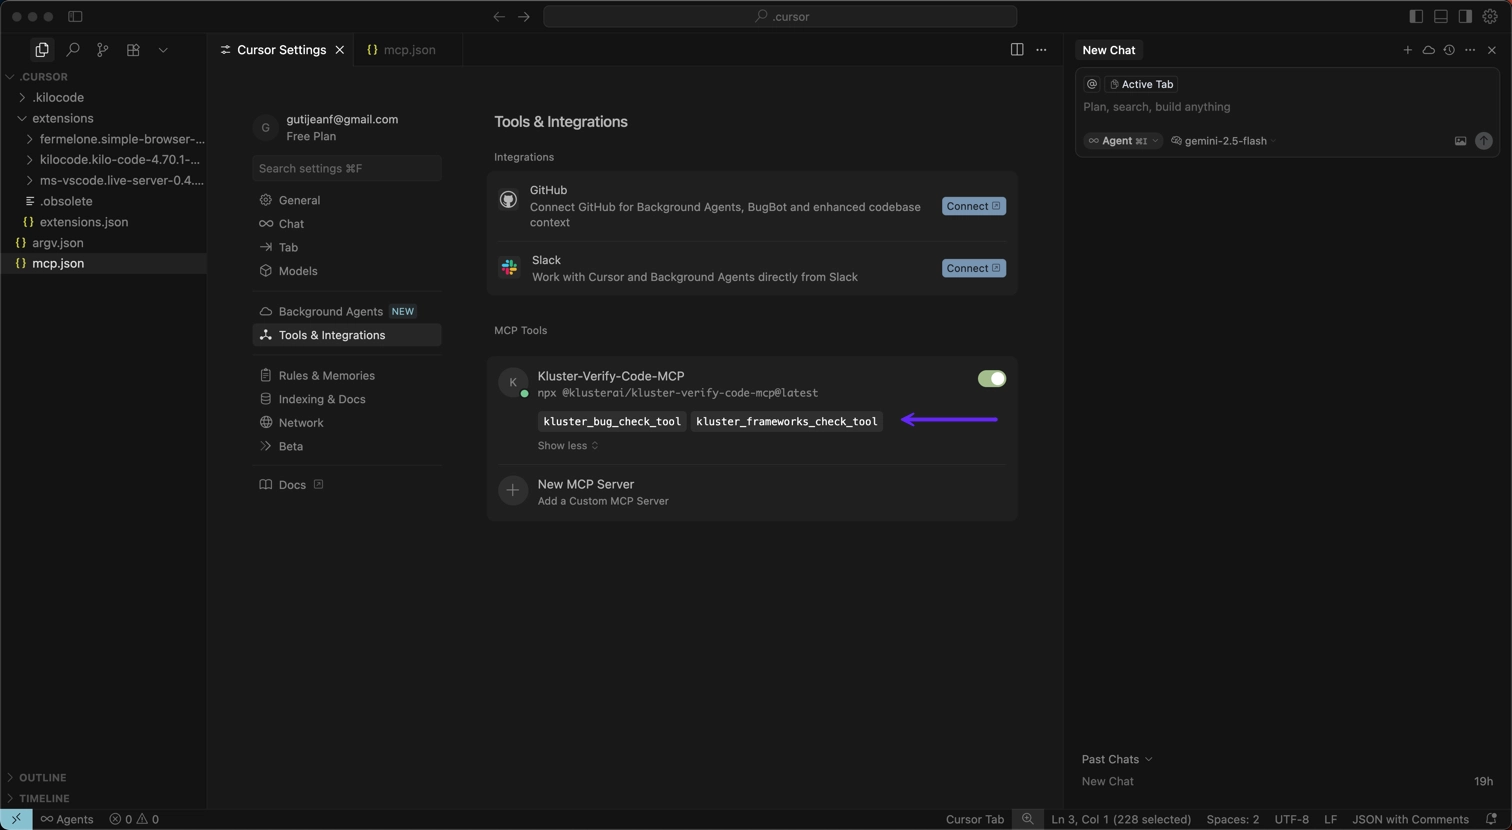 .cursor
.CURSOR
.kilocode
extensions
fermelone.simple-browser-...
kilocode.kilo-code-4.70.1-...
ms-vscode.live-server-0.4....
.obsolete
{} extensions.json
{} argv.json
{} mcp.json
OUTLINE
TIMELINE
Cursor Settings
{} mcp.json
G
gutijeanf@gmail.com
Free Plan
Search settings ⌘F
General
Chat
Tab
Models
Background Agents NEW
Tools & Integrations
Rules & Memories
Indexing & Docs
Network
Beta
Docs
Tools & Integrations
Integrations
GitHub
Connect GitHub for Background Agents, BugBot and enhanced codebase
context
Connect
Slack
Work with Cursor and Background Agents directly from Slack
Connect
MCP Tools
K
Kluster-Verify-Code-MCP
npx @klusterai/kluster-verify-code-mcp@latest
kluster_bug_check_tool kluster_frameworks_check_tool
Show less
New MCP Server
Add a Custom MCP Server
New Chat
@ Active Tab
Plan, search, build anything
∞ Agent ⌘I gemini-2.5-flash
Past Chats
New Chat 19h
∞ Agents 0 0
Cursor Tab Ln 3, Col 1 (228 selected) Spaces: 2 UTF-8 LF JSON with Comments